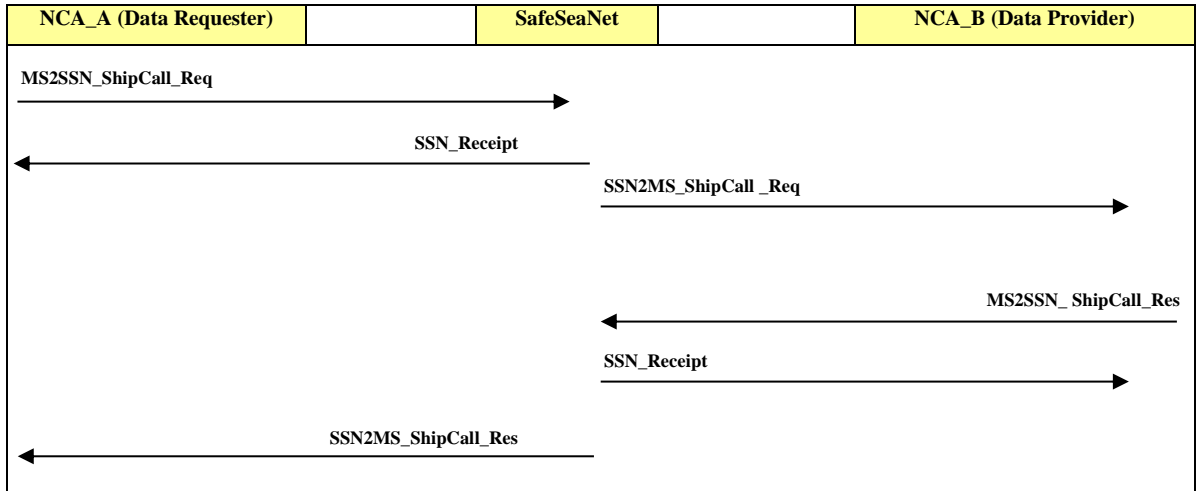 NCA_A (Data Requester) SafeSeaNet NCA_B (Data Provider)
MS2SSN_ShipCall_Req
SSN_Receipt
SSN2MS_ShipCall _Req
MS2SSN_ ShipCall_Res
SSN_Receipt
SSN2MS_ShipCall_Res